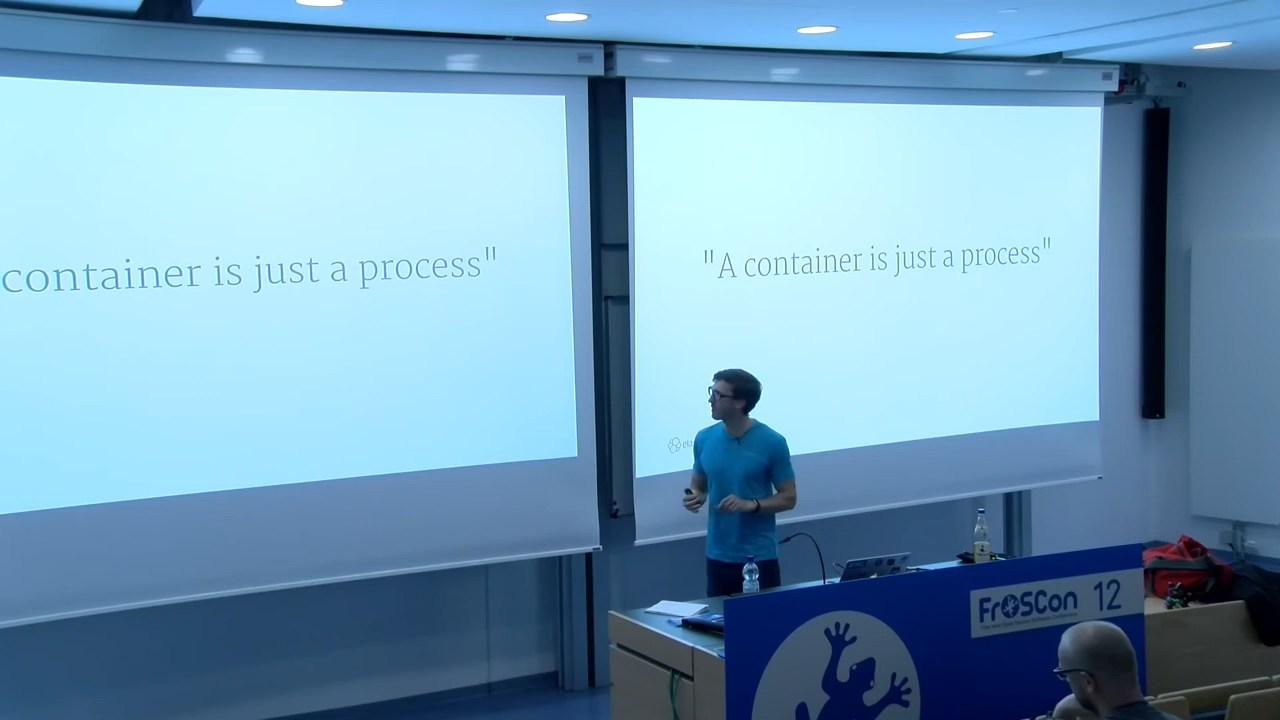 container is just a process"
"A container is just a process"
FrOSCon 12